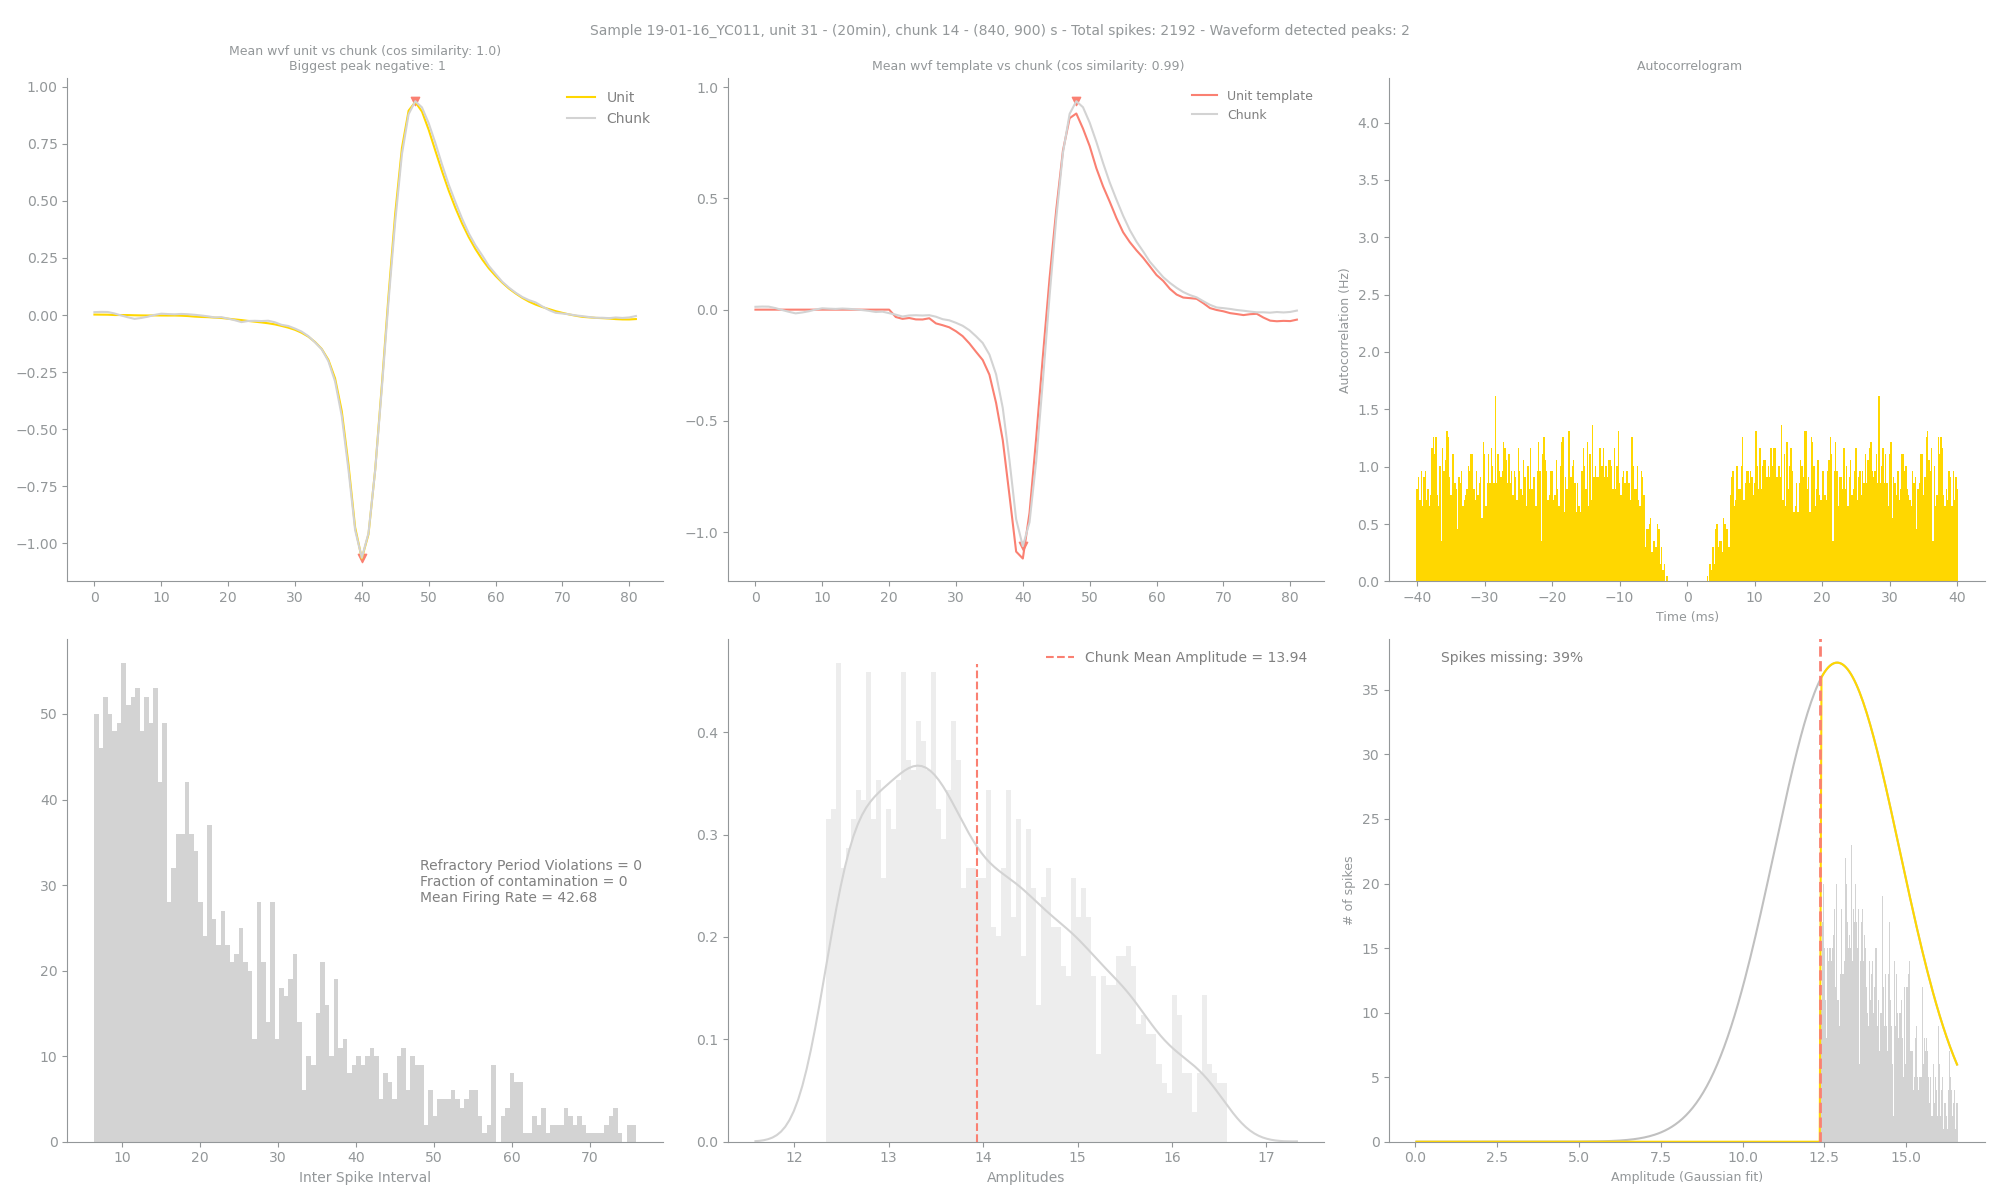 Sample 19-01-16_YC011, unit 31 - (20min), chunk 14 - (840, 900) s - Total spikes: 2192 - Waveform detected peaks: 2
Mean wvf unit vs chunk (cos similarity: 1.0)
Biggest peak negative: 1
1.00
0.75
0.50
0.25
0.00
−0.25
−0.50
−0.75
−1.00
0 10 20 30 40 50 60 70 80
Unit
Chunk
Mean wvf template vs chunk (cos similarity: 0.99)
1.0
0.5
0.0
−0.5
−1.0
0 10 20 30 40 50 60 70 80
Unit template
Chunk
Autocorrelogram
Autocorrelation (Hz)
4.0
3.5
3.0
2.5
2.0
1.5
1.0
0.5
0.0
−40 −30 −20 −10 0 10 20 30 40
Time (ms)
50
40
30
20
10
0
10 20 30 40 50 60 70
Inter Spike Interval
Refractory Period Violations = 0
Fraction of contamination = 0
Mean Firing Rate = 42.68
0.4
0.3
0.2
0.1
0.0
12 13 14 15 16 17
Amplitudes
Chunk Mean Amplitude = 13.94
Spikes missing: 39%
# of spikes
35
30
25
20
15
10
5
0
0.0 2.5 5.0 7.5 10.0 12.5 15.0
Amplitude (Gaussian fit)